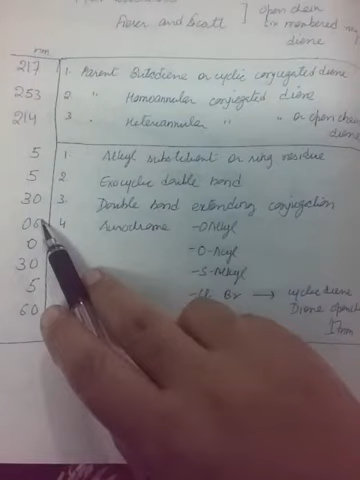 Fieser and Scott ] open chain
membered ring
diene
nm
217 1. Parent Butadiene or cyclic conjugated diene
253 2 " Homoannular conjugated diene
214 3 " Heteroannular " " or open chain diene
5 1. Alkyl substituent or ring residue
5 2 Exocyclic double bond
30 3. Double bond extending conjugation
06 4 Auxochrome -OAlkyl
0 -O-Acyl
30 -S-Alkyl
5 -Cl Br → cyclic diene
60 Diene open
17nm